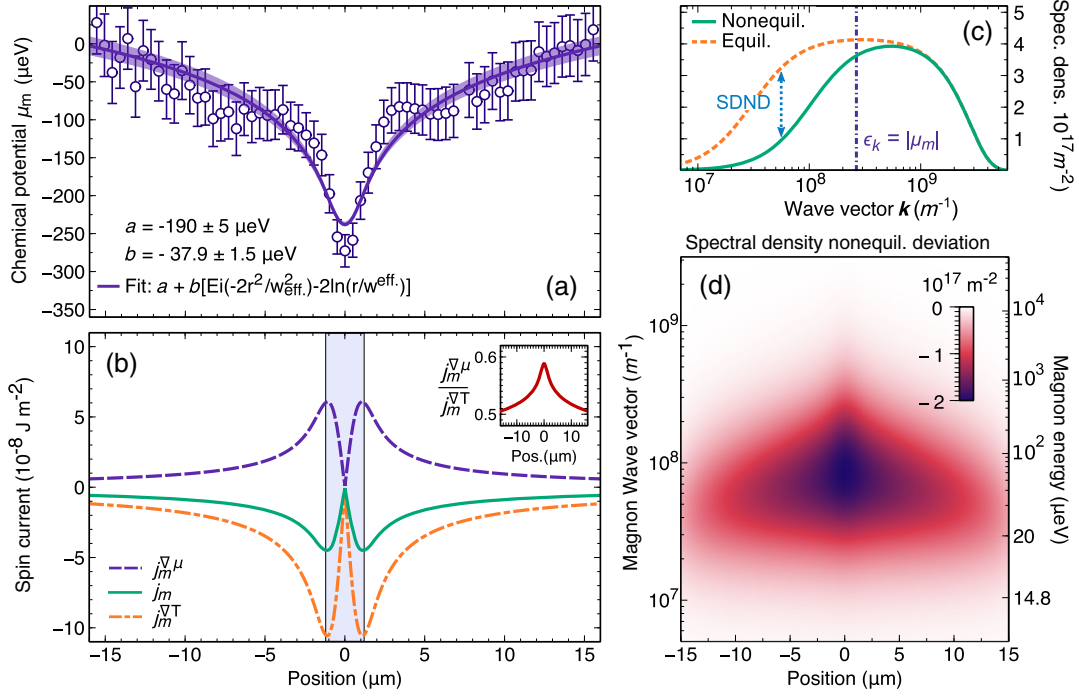 0
-50
-100
-150
-200
-250
-300
-350
Chemical potential μm (μeV)
a = -190 ± 5 μeV
b = - 37.9 ± 1.5 μeV
Fit: a + b[Ei(-2r²/w²eff.)-2ln(r/weff.)]
(a)
(b)
10
5
0
-5
-10
Spin current (10-8 J m-2)
jm∇μ
jm
jm∇T
jm∇μ
jm∇T
0.6
0.5
-10 0 10
Pos.(μm)
-15 -10 -5 0 5 10 15
Position (μm)
Nonequil.
Equil.
(c)
SDND
ϵk = |μm|
5
4
3
2
1
Spec. dens. 10¹⁷m⁻²
10⁷ 10⁸ 10⁹
Wave vector k (m⁻¹)
Spectral density nonequil. deviation
(d)
10¹⁷ m⁻²
0
- 1
- 2
10⁹
10⁸
10⁷
Magnon Wave vector (m⁻¹)
10⁴
10³
10²
20
14.8
Magnon energy (μeV)
-15 -10 -5 0 5 10 15
Position (μm)